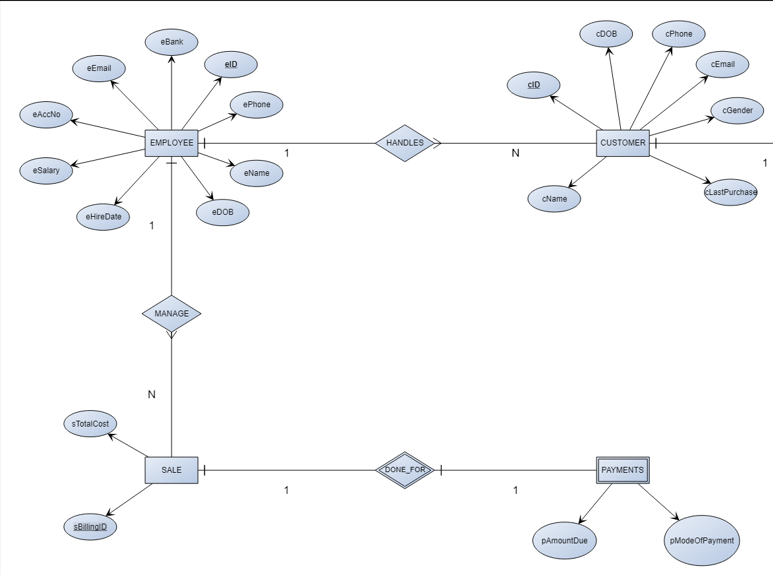 eBank
cDOB
cPhone
eEmail
eID
cEmail
cID
ePhone
cGender
eAccNo
EMPLOYEE
HANDLES
CUSTOMER
1
N
1
eSalary
eName
cLastPurchase
cName
eHireDate
eDOB
1
MANAGE
N
sTotalCost
SALE
DONE_FOR
PAYMENTS
1
1
sBillingID
pAmountDue
pModeOfPayment